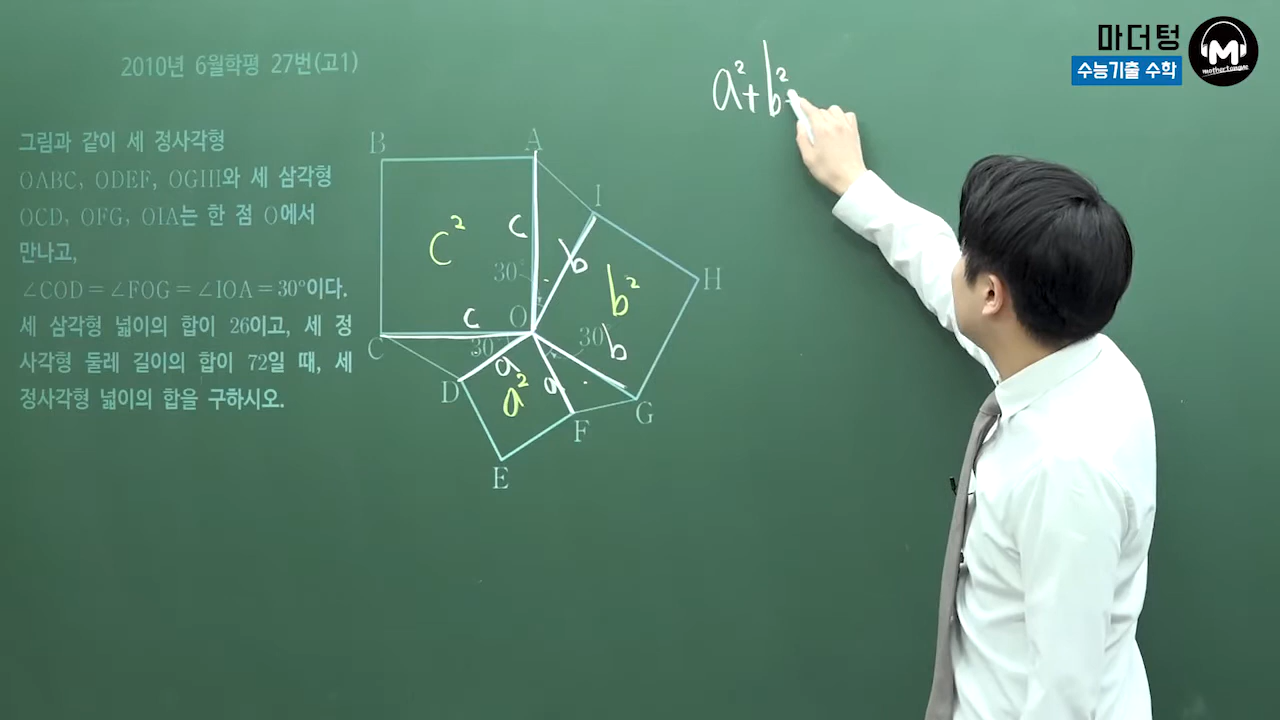 2010년 6월학평 27번(고1)
그림과 같이 세 정사각형
OABC, ODEF, OGHI와 세 삼각형
OCD, OFG, OIA는 한 점 O에서
만나고,
∠COD=∠FOG=∠IOA=30°이다.
세 삼각형 넓이의 합이 26이고, 세 정
사각형 둘레 길이의 합이 72일 때, 세
정사각형 넓이의 합을 구하시오.
B
A
I
H
c²
c
b
b²
30°
O
c
30°
b
C
30
a
a
D
a²
G
F
E
a²+b²
마더텅
수능기출 수학
M
mothertongue